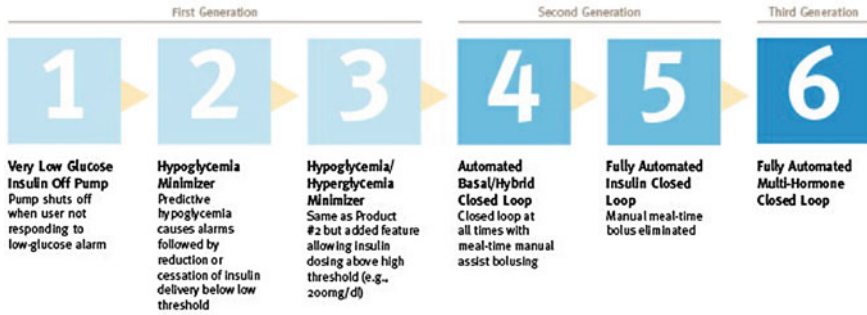 First Generation
Second Generation
Third Generation
1
2
3
4
5
6
Very Low Glucose
Insulin Off Pump
Pump shuts off
when user not
responding to
low-glucose alarm
Hypoglycemia
Minimizer
Predictive
hypoglycemia
causes alarms
followed by
reduction or
cessation of insulin
delivery below low
threshold
Hypoglycemia/
Hyperglycemia
Minimizer
Same as Product
#2 but added feature
allowing insulin
dosing above high
threshold (e.g.,
200mg/dl)
Automated
Basal/Hybrid
Closed Loop
Closed loop at
all times with
meal-time manual
assist bolusing
Fully Automated
Insulin Closed
Loop
Manual meal-time
bolus eliminated
Fully Automated
Multi-Hormone
Closed Loop